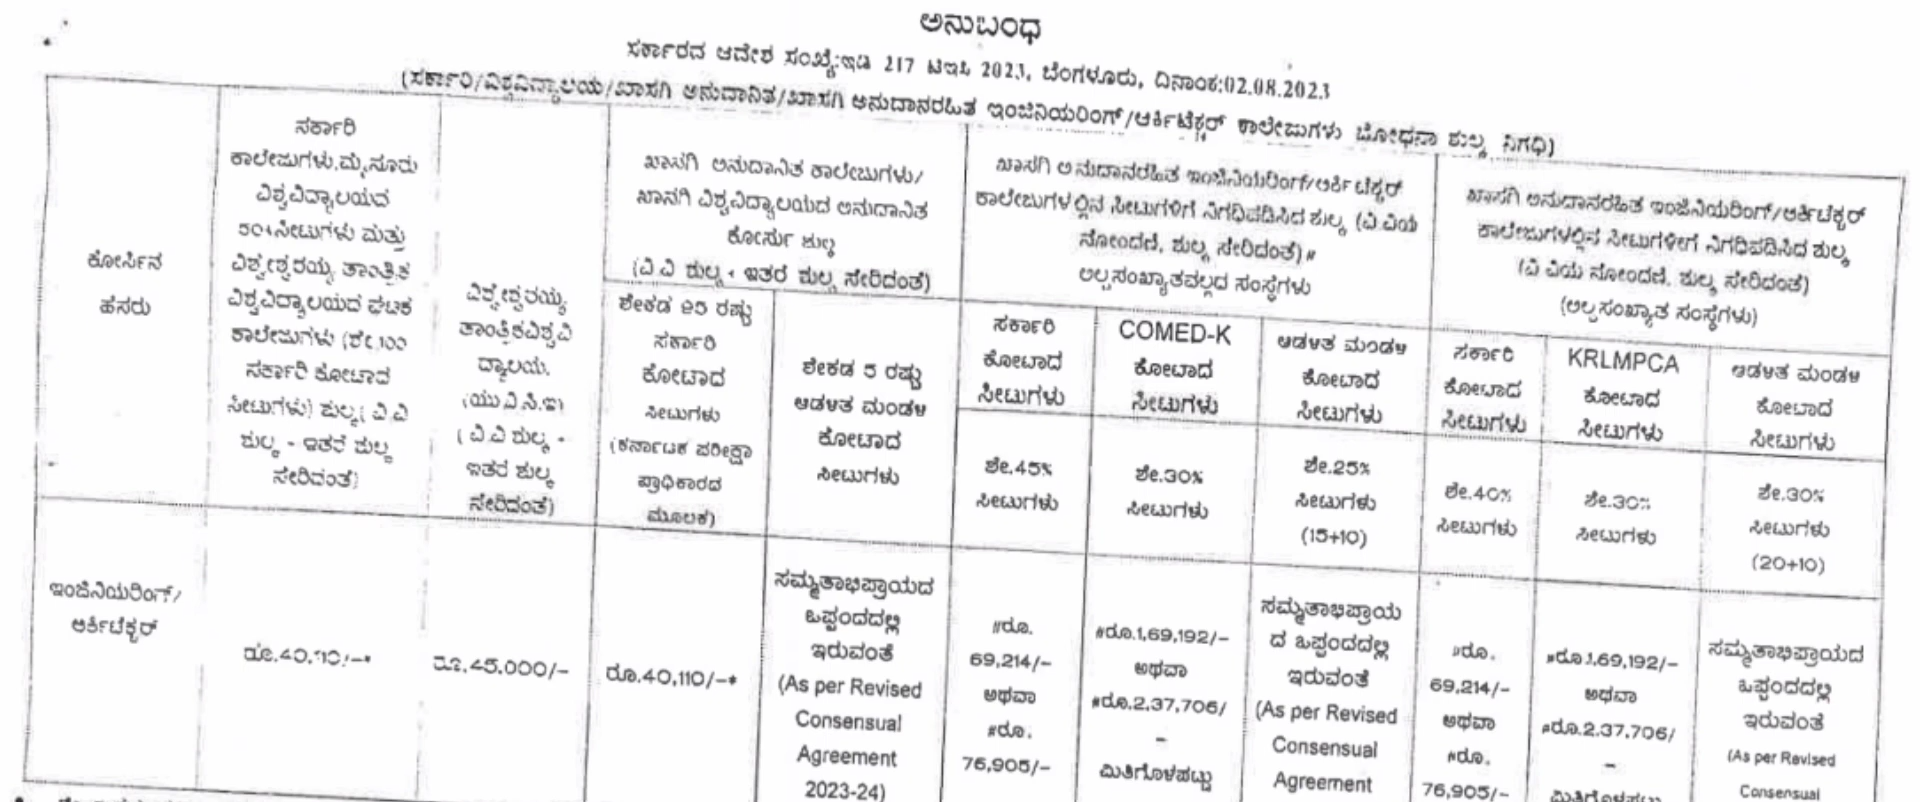 ಅನುಬಂಧ
ಸರ್ಕಾರದ ಆದೇಶ ಸಂಖ್ಯೆ:ಇಡಿ 217 ಟಿಇಸಿ 2023, ಬೆಂಗಳೂರು, ದಿನಾಂಕ:02.08.2023
(ಸರ್ಕಾರಿ/ವಿಶ್ವವಿದ್ಯಾಲಯ/ಖಾಸಗಿ ಅನುದಾನಿತ/ಖಾಸಗಿ ಅನುದಾನರಹಿತ ಇಂಜಿನಿಯರಿಂಗ್/ಆರ್ಕಿಟೆಕ್ಚರ್ ಕಾಲೇಜುಗಳು ಬೋಧನಾ ಶುಲ್ಕ ನಿಗಧಿ)
ಕೋರ್ಸಿನ
ಹೆಸರು
ಸರ್ಕಾರಿ
ಕಾಲೇಜುಗಳು,ಮೈಸೂರು
ವಿಶ್ವವಿದ್ಯಾಲಯದ
ಸೀಟುಗಳು ಮತ್ತು
ವಿಶ್ವೇಶ್ವರಯ್ಯ ತಾಂತ್ರಿಕ
ವಿಶ್ವವಿದ್ಯಾಲಯದ ಘಟಕ
ಕಾಲೇಜುಗಳು (ಶೇ.100
ಸರ್ಕಾರಿ ಕೋಟಾದ
ಸೀಟುಗಳು) ಶುಲ್ಕ( ವಿ.ವಿ
ಶುಲ್ಕ + ಇತರೆ ಶುಲ್ಕ
ಸೇರಿದಂತೆ)
ವಿಶ್ವೇಶ್ವರಯ್ಯ
ತಾಂತ್ರಿಕವಿಶ್ವವಿ
ದ್ಯಾಲಯ,
(ಯು.ವಿ.ಸಿ.ಇ)
( ವಿ.ವಿ ಶುಲ್ಕ +
ಇತರೆ ಶುಲ್ಕ
ಸೇರಿದಂತೆ)
ಖಾಸಗಿ ಅನುದಾನಿತ ಕಾಲೇಜುಗಳು/
ಖಾಸಗಿ ವಿಶ್ವವಿದ್ಯಾಲಯದ ಅನುದಾನಿತ
ಕೋರ್ಸು ಶುಲ್ಕ
(ವಿ.ವಿ ಶುಲ್ಕ + ಇತರೆ ಶುಲ್ಕ ಸೇರಿದಂತೆ)
ಶೇಕಡ 95 ರಷ್ಟು
ಸರ್ಕಾರಿ
ಕೋಟಾದ
ಸೀಟುಗಳು
(ಕರ್ನಾಟಕ ಪರೀಕ್ಷಾ
ಪ್ರಾಧಿಕಾರದ
ಮೂಲಕ)
ಶೇಕಡ 5 ರಷ್ಟು
ಆಡಳಿತ ಮಂಡಳಿ
ಕೋಟಾದ
ಸೀಟುಗಳು
ಖಾಸಗಿ ಅನುದಾನರಹಿತ ಇಂಜಿನಿಯರಿಂಗ್/ಆರ್ಕಿಟೆಕ್ಚರ್
ಕಾಲೇಜುಗಳಲ್ಲಿನ ಸೀಟುಗಳಿಗೆ ನಿಗಧಿಪಡಿಸಿದ ಶುಲ್ಕ (ವಿ.ವಿಯ
ನೋಂದಣಿ, ಶುಲ್ಕ ಸೇರಿದಂತೆ) #
ಅಲ್ಪಸಂಖ್ಯಾತವಲ್ಲದ ಸಂಸ್ಥೆಗಳು
ಸರ್ಕಾರಿ
ಕೋಟಾದ
ಸೀಟುಗಳು
COMED-K
ಕೋಟಾದ
ಸೀಟುಗಳು
ಆಡಳಿತ ಮಂಡಳಿ
ಕೋಟಾದ
ಸೀಟುಗಳು
ಶೇ.45%
ಸೀಟುಗಳು
ಶೇ.30%
ಸೀಟುಗಳು
ಶೇ.25%
ಸೀಟುಗಳು
(15+10)
ಖಾಸಗಿ ಅನುದಾನರಹಿತ ಇಂಜಿನಿಯರಿಂಗ್/ಆರ್ಕಿಟೆಕ್ಚರ್
ಕಾಲೇಜುಗಳಲ್ಲಿನ ಸೀಟುಗಳಿಗೆ ನಿಗಧಿಪಡಿಸಿದ ಶುಲ್ಕ
(ವಿ.ವಿಯ ನೋಂದಣಿ, ಶುಲ್ಕ ಸೇರಿದಂತೆ)
(ಅಲ್ಪಸಂಖ್ಯಾತ ಸಂಸ್ಥೆಗಳು)
ಸರ್ಕಾರಿ
ಕೋಟಾದ
ಸೀಟುಗಳು
KRLMPCA
ಕೋಟಾದ
ಸೀಟುಗಳು
ಆಡಳಿತ ಮಂಡಳಿ
ಕೋಟಾದ
ಸೀಟುಗಳು
ಶೇ.40%
ಸೀಟುಗಳು
ಶೇ.30%
ಸೀಟುಗಳು
ಶೇ.30%
ಸೀಟುಗಳು
(20+10)
ಇಂಜಿನಿಯರಿಂಗ್/
ಆರ್ಕಿಟೆಕ್ಚರ್
ರೂ.40,110/-*
ರೂ.45.000/-
ರೂ.40,110/-*
ಸಮ್ಮತಾಭಿಪ್ರಾಯದ
ಒಪ್ಪಂದದಲ್ಲಿ
ಇರುವಂತೆ
(As per Revised
Consensual
Agreement
2023-24)
#ರೂ.
69,214/-
ಅಥವಾ
#ರೂ.
76,905/-
#ರೂ.1,69,192/-
ಅಥವಾ
#ರೂ.2,37,706/
-
ಮಿತಿಗೊಳಪಟ್ಟು
ಸಮ್ಮತಾಭಿಪ್ರಾಯ
ದ ಒಪ್ಪಂದದಲ್ಲಿ
ಇರುವಂತೆ
(As per Revised
Consensual
Agreement
#ರೂ.
69,214/-
ಅಥವಾ
#ರೂ.
76,905/-
#ರೂ.1,69,192/-
ಅಥವಾ
#ರೂ.2,37,706/
-
ಮಿತಿಗೊಳಪಟ್ಟು
ಸಮ್ಮತಾಭಿಪ್ರಾಯದ
ಒಪ್ಪಂದದಲ್ಲಿ
ಇರುವಂತೆ
(As per Revised
Consensual